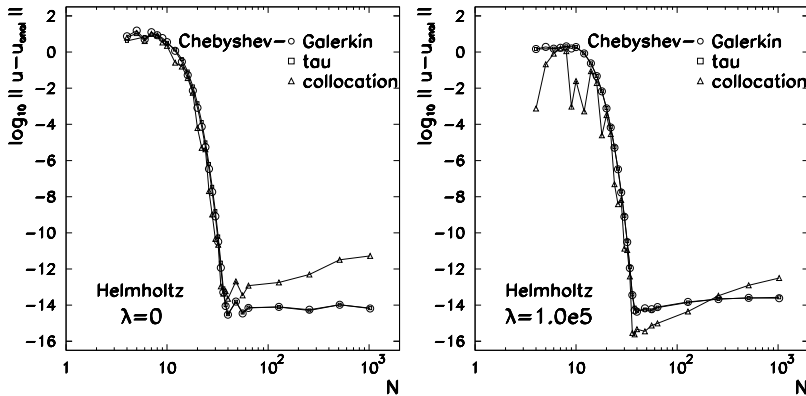 log₁₀ || u−u_anal ||
2
0
−2
−4
−6
−8
−10
−12
−14
−16
Chebyshev− Galerkin
tau
collocation
Helmholtz
λ=0
1
10
10²
10³
N
log₁₀ || u−u_anal ||
2
0
−2
−4
−6
−8
−10
−12
−14
−16
Chebyshev− Galerkin
tau
collocation
Helmholtz
λ=1.0e5
1
10
10²
10³
N